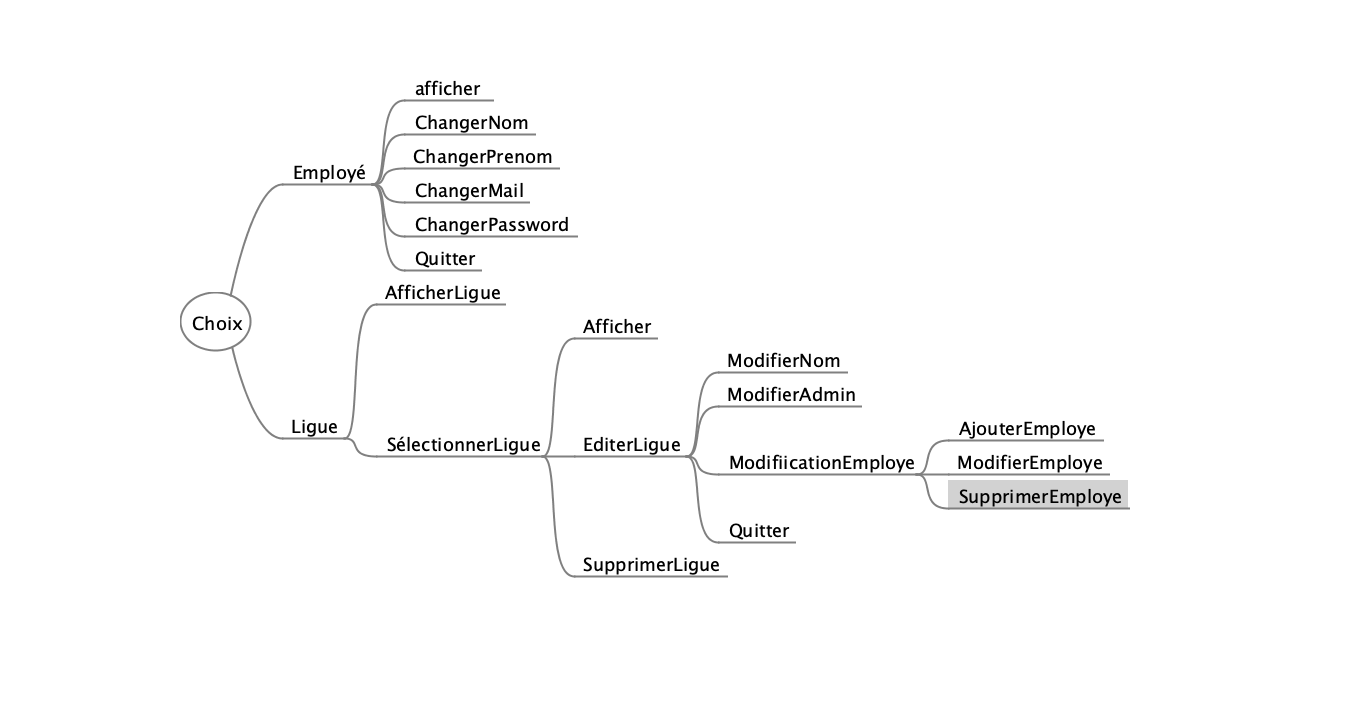 afficher
ChangerNom
ChangerPrenom
Employé
ChangerMail
ChangerPassword
Quitter
AfficherLigue
Choix
Afficher
ModifierNom
ModifierAdmin
Ligue
SélectionnerLigue
EditerLigue
ModifiicationEmploye
AjouterEmploye
ModifierEmploye
SupprimerEmploye
Quitter
SupprimerLigue